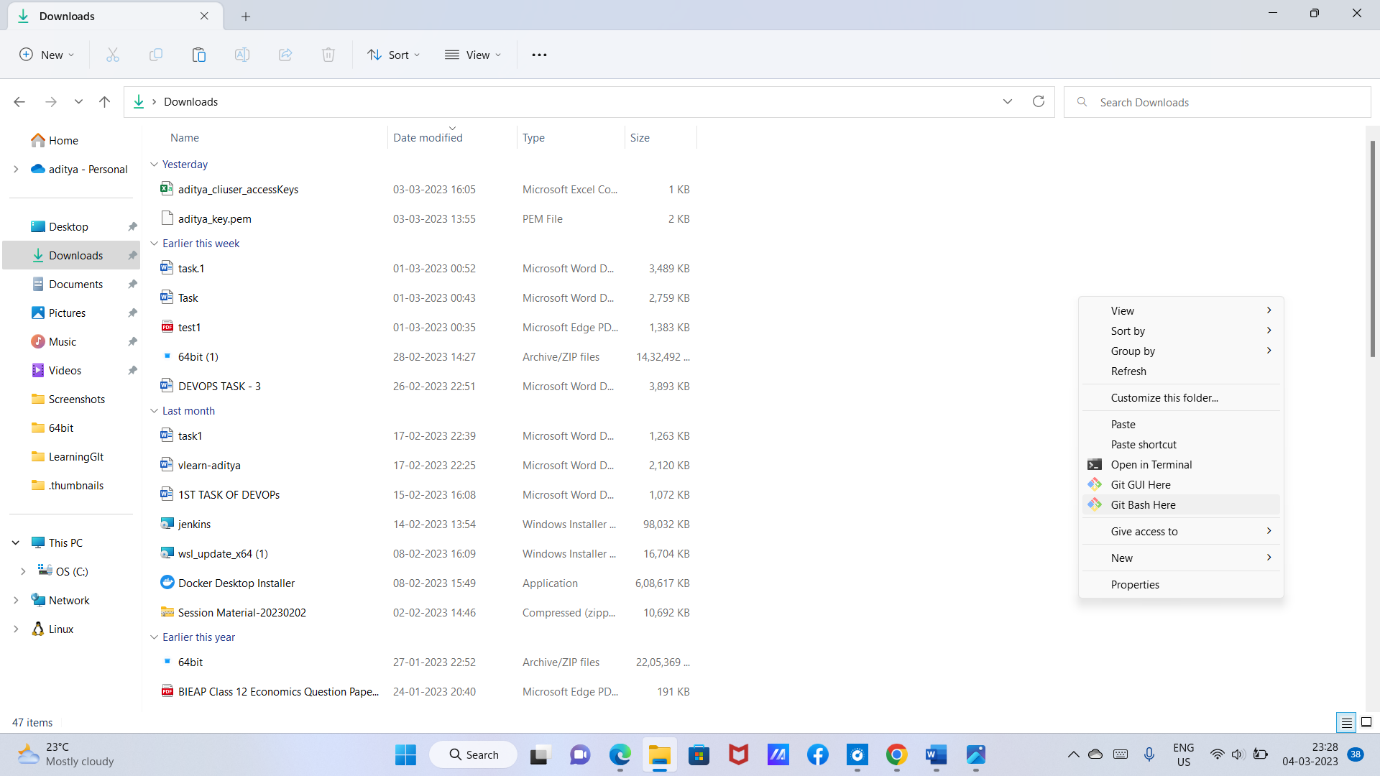 Downloads
New
Sort
View
Downloads
Search Downloads
Home
aditya - Personal
Desktop
Downloads
Documents
Pictures
Music
Videos
Screenshots
64bit
LearningGIt
.thumbnails
This PC
OS (C:)
Network
Linux
Name Date modified Type Size
Yesterday
aditya_cliuser_accessKeys 03-03-2023 16:05 Microsoft Excel Co... 1 KB
aditya_key.pem 03-03-2023 13:55 PEM File 2 KB
Earlier this week
task.1 01-03-2023 00:52 Microsoft Word D... 3,489 KB
Task 01-03-2023 00:43 Microsoft Word D... 2,759 KB
test1 01-03-2023 00:35 Microsoft Edge PD... 1,383 KB
64bit (1) 28-02-2023 14:27 Archive/ZIP files 14,32,492 ...
DEVOPS TASK - 3 26-02-2023 22:51 Microsoft Word D... 3,893 KB
Last month
task1 17-02-2023 22:39 Microsoft Word D... 1,263 KB
vlearn-aditya 17-02-2023 22:25 Microsoft Word D... 2,120 KB
1ST TASK OF DEVOPs 15-02-2023 16:08 Microsoft Word D... 1,072 KB
jenkins 14-02-2023 13:54 Windows Installer ... 98,032 KB
wsl_update_x64 (1) 08-02-2023 16:09 Windows Installer ... 16,704 KB
Docker Desktop Installer 08-02-2023 15:49 Application 6,08,617 KB
Session Material-20230202 02-02-2023 14:46 Compressed (zipp... 10,692 KB
Earlier this year
64bit 27-01-2023 22:52 Archive/ZIP files 22,05,369 ...
BIEAP Class 12 Economics Question Pape... 24-01-2023 20:40 Microsoft Edge PD... 191 KB
View
Sort by
Group by
Refresh
Customize this folder...
Paste
Paste shortcut
Open in Terminal
Git GUI Here
Git Bash Here
Give access to
New
Properties
47 items
23°C
Mostly cloudy
Search
ENG
US
23:28
04-03-2023
38